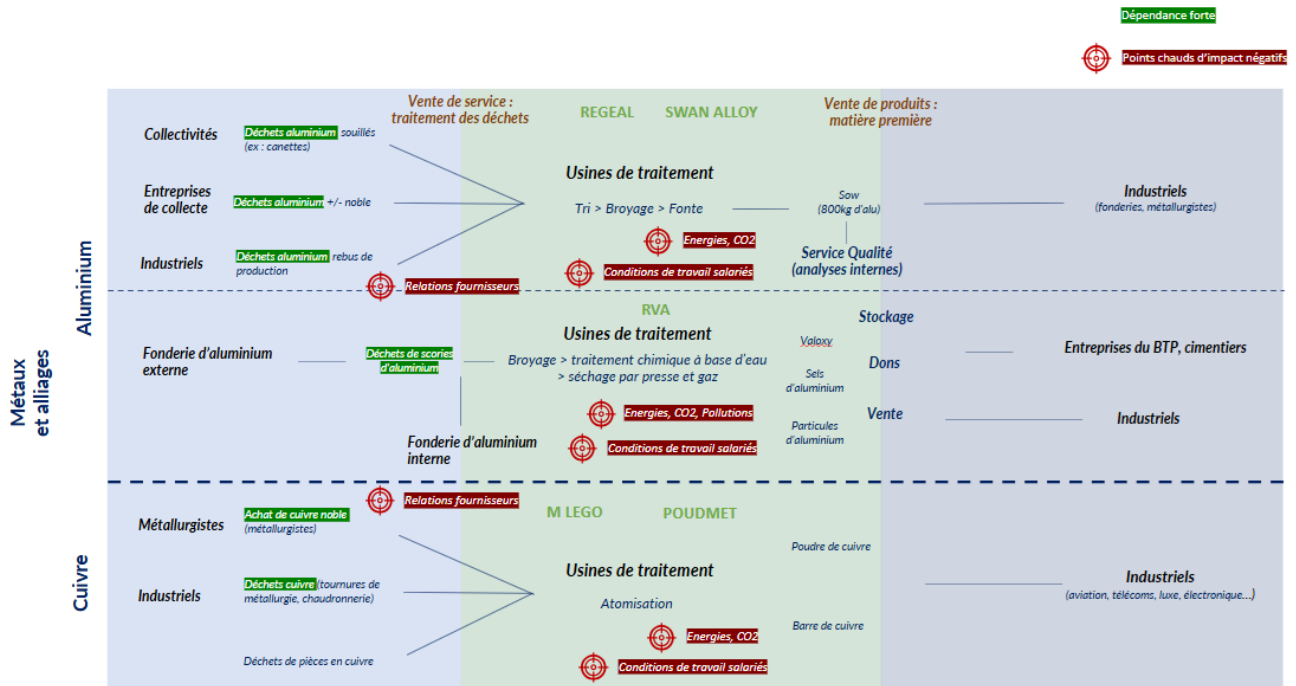 Dépendance forte
Points chauds d'impact négatifs
Vente de service :
traitement des déchets
REGEAL
SWAN ALLOY
Vente de produits :
matière première
Collectivités
Déchets aluminium souillés
(ex : canettes)
Entreprises
de collecte
Déchets aluminium +/- noble
Industriels
Déchets aluminium rebus de
production
Relations fournisseurs
Usines de traitement
Tri > Broyage > Fonte
Energies, CO2
Conditions de travail salariés
Sow
(800kg d'alu)
Service Qualité
(analyses internes)
Industriels
(fonderies, métallurgistes)
Aluminium
Métaux
et alliages
RVA
Fonderie d'aluminium
externe
Déchets de scories
d'aluminium
Fonderie d'aluminium
interne
Usines de traitement
Broyage > traitement chimique à base d'eau
> séchage par presse et gaz
Energies, CO2, Pollutions
Conditions de travail salariés
Valoxy
Sels
d'aluminium
Particules
d'aluminium
Stockage
Dons
Vente
Entreprises du BTP, cimentiers
Industriels
Cuivre
Relations fournisseurs
M LEGO
POUDMET
Métallurgistes
Achat de cuivre noble
(métallurgistes)
Industriels
Déchets cuivre (tournures de
métallurgie, chaudronnerie)
Déchets de pièces en cuivre
Usines de traitement
Atomisation
Energies, CO2
Conditions de travail salariés
Poudre de cuivre
Barre de cuivre
Industriels
(aviation, télécoms, luxe, électronique...)